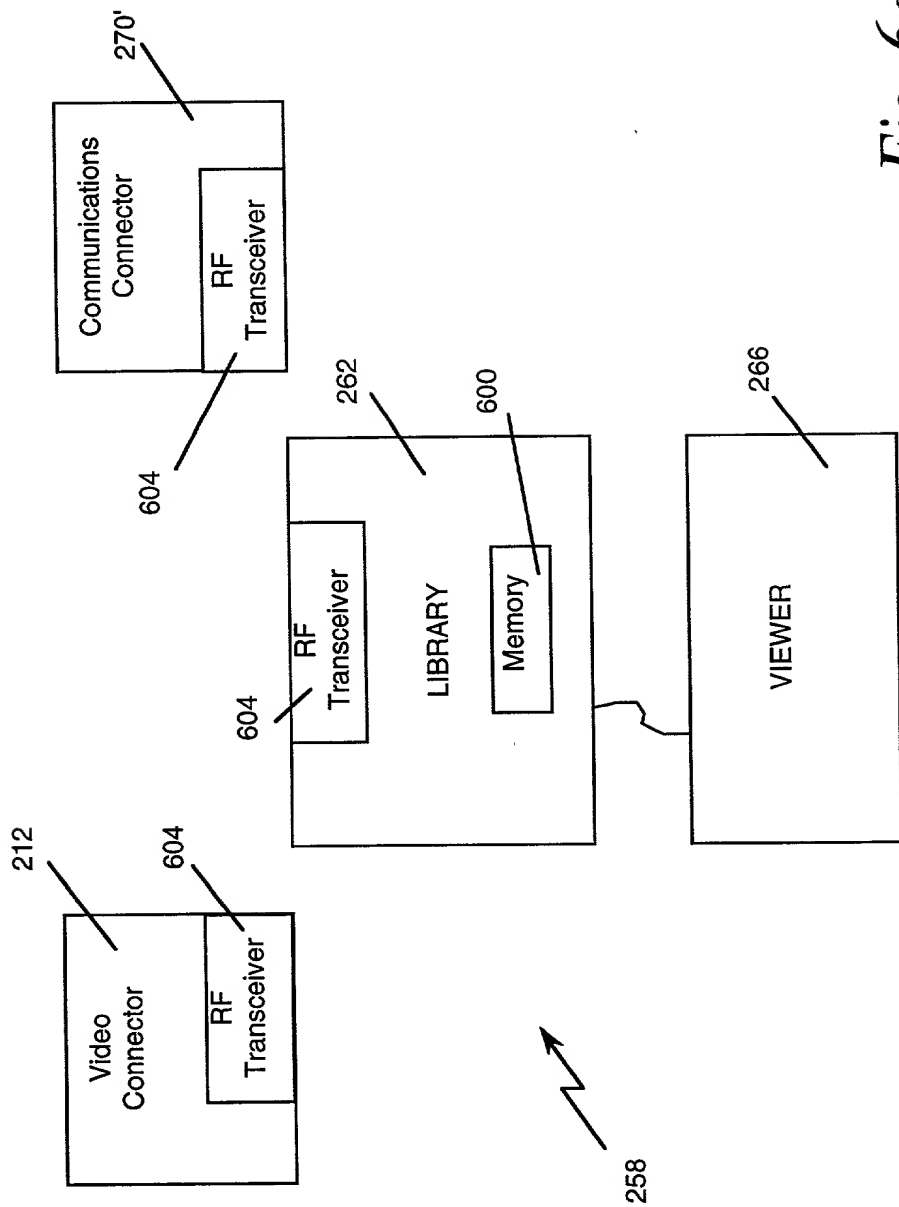 212
Video
Connector
604
RF
Transceiver
270'
Communications
Connector
604
RF
Transceiver
604
RF
Transceiver
262
LIBRARY
600
Memory
258
266
VIEWER
Fig.